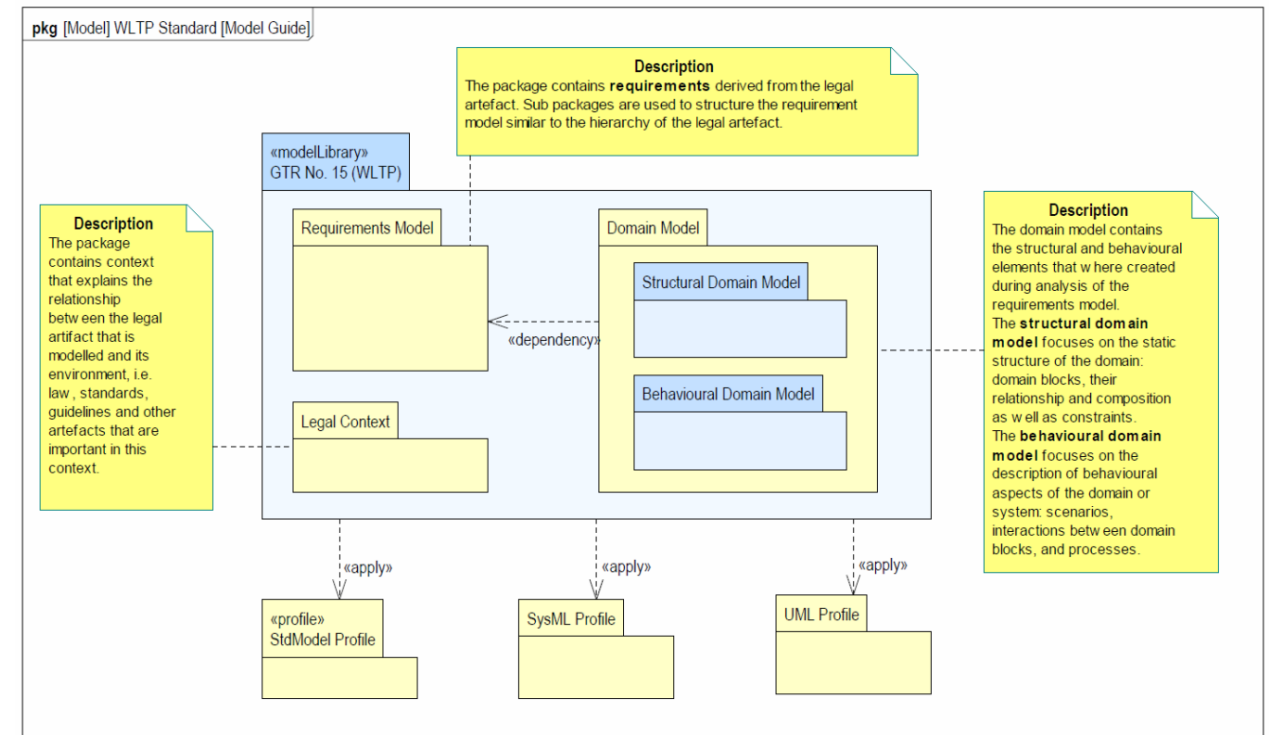 pkg [Model] WLTP Standard [Model Guide]
Description
The package contains requirements derived from the legal
artefact. Sub packages are used to structure the requirement
model similar to the hierarchy of the legal artefact.
«modelLibrary»
GTR No. 15 (WLTP)
Description
The package
contains context
that explains the
relationship
between the legal
artifact that is
modelled and its
environment, i.e.
law, standards,
guidelines and other
artefacts that are
important in this
context.
Requirements Model
Domain Model
Structural Domain Model
«dependency»
Behavioural Domain Model
Legal Context
Description
The domain model contains
the structural and behavioural
elements that where created
during analysis of the
requirements model.
The structural domain
model focuses on the static
structure of the domain:
domain blocks, their
relationship and composition
as well as constraints.
The behavioural domain
model focuses on the
description of behavioural
aspects of the domain or
system: scenarios,
interactions between domain
blocks, and processes.
«apply»
«apply»
«apply»
«profile»
StdModel Profile
SysML Profile
UML Profile